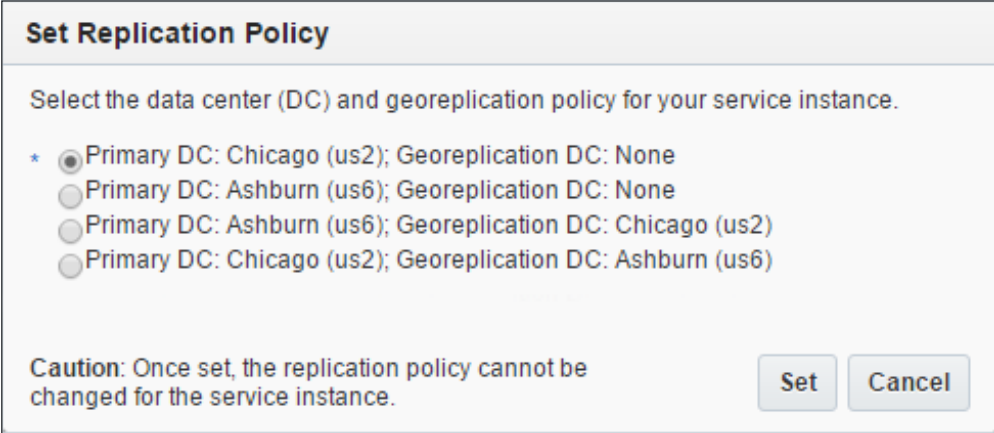 Set Replication Policy
Select the data center (DC) and georeplication policy for your service instance.
* Primary DC: Chicago (us2); Georeplication DC: None
Primary DC: Ashburn (us6); Georeplication DC: None
Primary DC: Ashburn (us6); Georeplication DC: Chicago (us2)
Primary DC: Chicago (us2); Georeplication DC: Ashburn (us6)
Caution: Once set, the replication policy cannot be
changed for the service instance.
Set Cancel